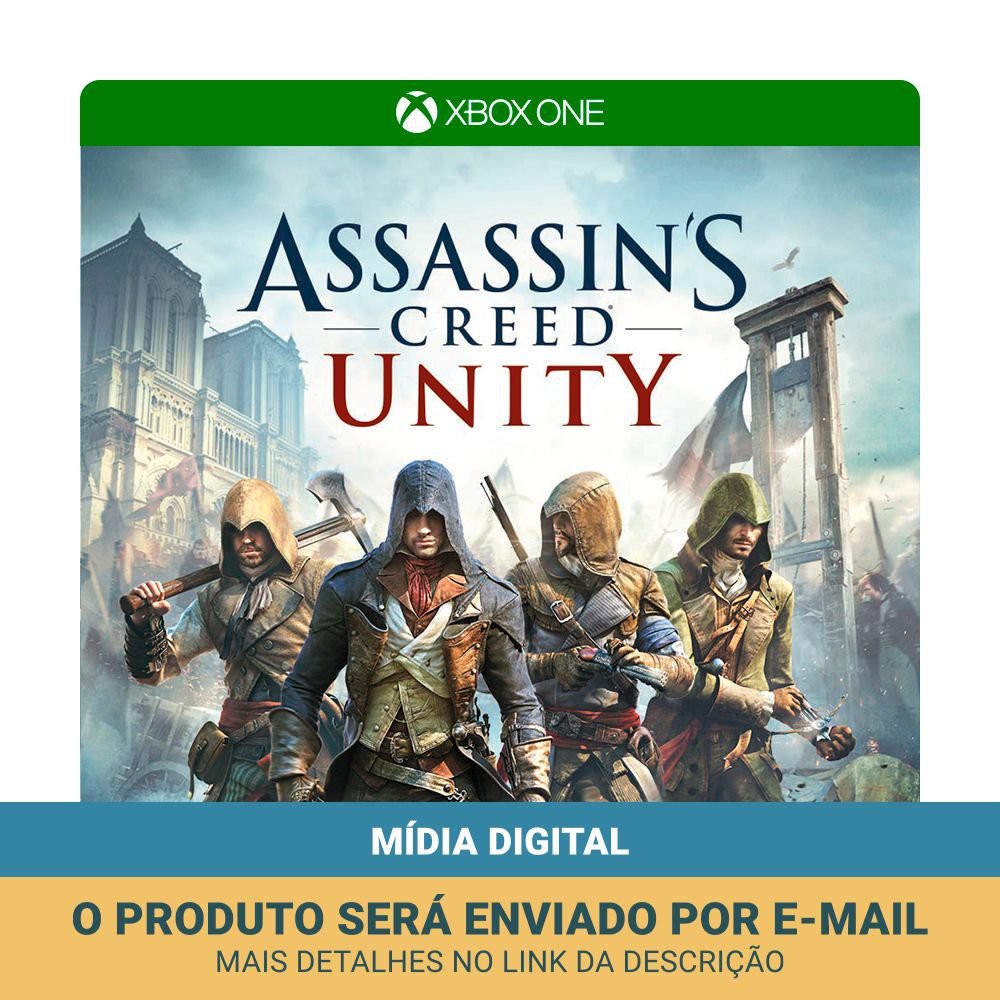 XBOX ONE
ASSASSIN'S
CREED
UNITY
MÍDIA DIGITAL
O PRODUTO SERÁ ENVIADO POR E-MAIL
MAIS DETALHES NO LINK DA DESCRIÇÃO